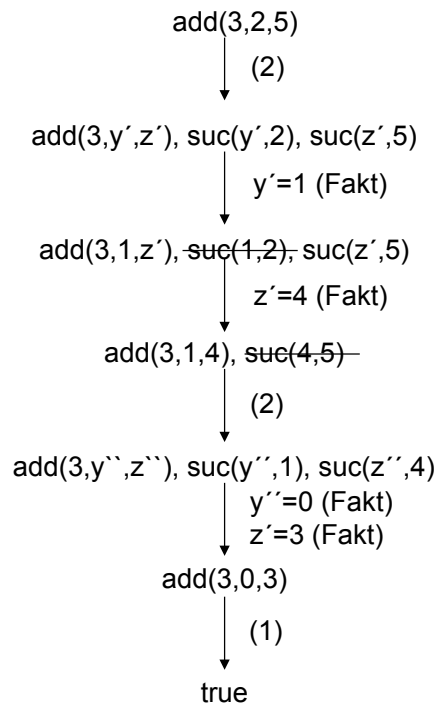 add(3,2,5)
(2)
add(3,y´,z´), suc(y´,2), suc(z´,5)
y´=1 (Fakt)
add(3,1,z´), suc(1,2), suc(z´,5)
z´=4 (Fakt)
add(3,1,4), suc(4,5)
(2)
add(3,y``,z``), suc(y´´,1), suc(z´´,4)
y´´=0 (Fakt)
z´=3 (Fakt)
add(3,0,3)
(1)
true